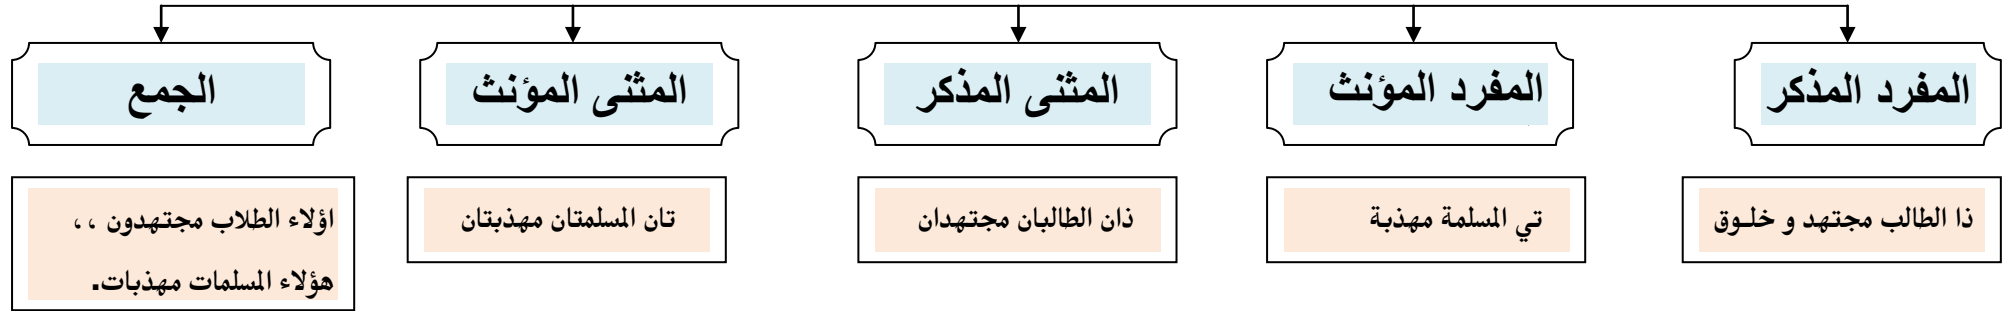 المفرد المذكر
المفرد المؤنث
المثنى المذكر
المثنى المؤنث
الجمع
ذا الطالب مجتهد و خلـوق
تي المسلمة مهذبة
ذان الطالبان مجتهدان
تان المسلمتان مهذبتان
اؤلاء الطلاب مجتهدون ،،
هؤلاء المسلمات مهذبات.